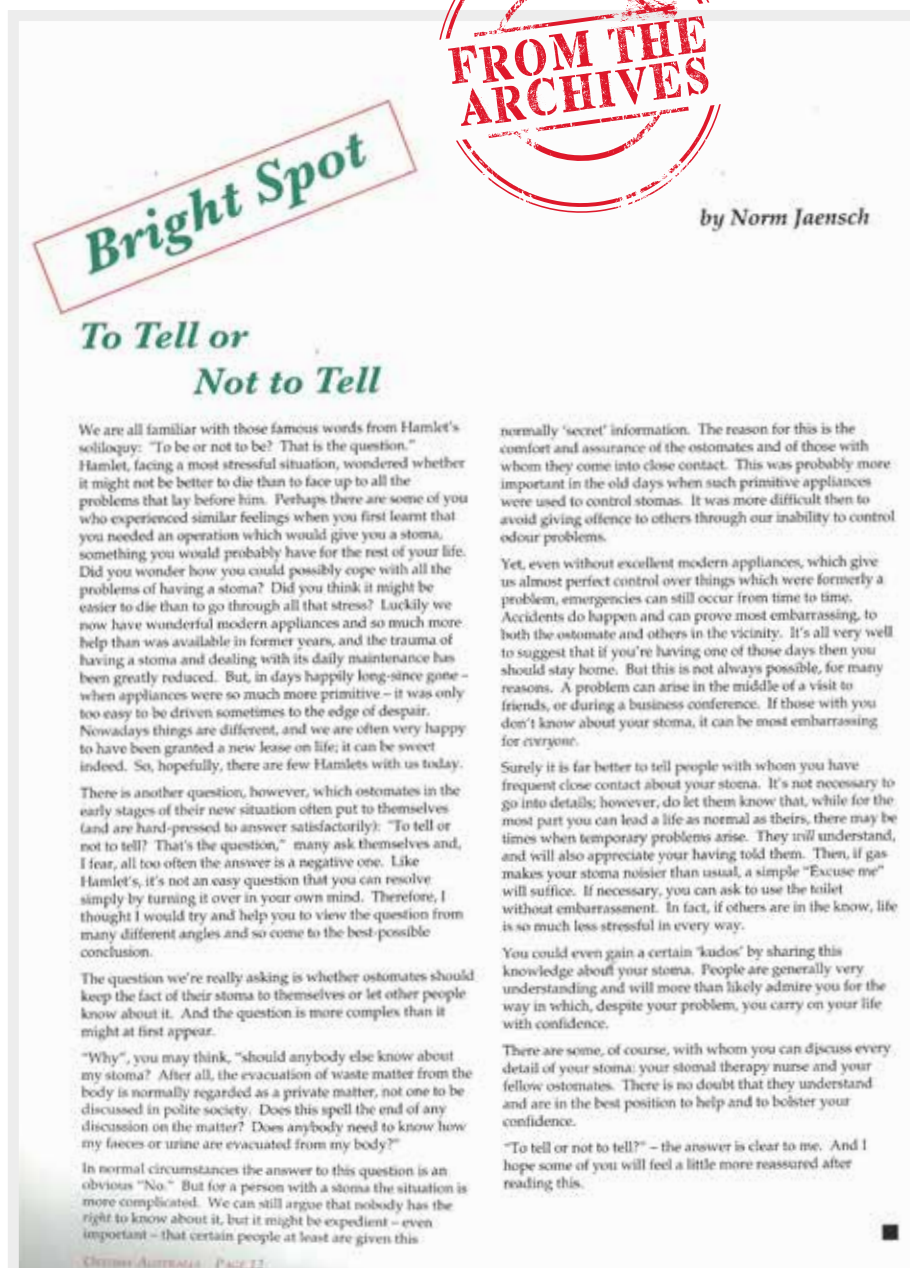 FROM THE
ARCHIVES
Bright Spot
by Norm Jaensch
To Tell or
Not to Tell
We are all familiar with those famous words from Hamlet's
soliloquy: "To be or not to be? That is the question."
Hamlet, facing a most stressful situation, wondered whether
it might not be better to die than to face up to all the
problems that lay before him. Perhaps there are some of you
who experienced similar feelings when you first learnt that
you needed an operation which would give you a stoma,
something you would probably have for the rest of your life.
Did you wonder how you could possibly cope with all the
problems of having a stoma? Did you think it might be
easier to die than to go through all that stress? Luckily we
now have wonderful modern appliances and so much more
help than was available in former years, and the trauma of
having a stoma and dealing with its daily maintenance has
been greatly reduced. But, in days happily long-since gone –
when appliances were so much more primitive – it was only
too easy to be driven sometimes to the edge of despair.
Nowadays things are different, and we are often very happy
to have been granted a new lease on life; it can be sweet
indeed. So, hopefully, there are few Hamlets with us today.
There is another question, however, which ostomates in the
early stages of their new situation often put to themselves
(and are hard-pressed to answer satisfactorily): "To tell or
not to tell? That's the question," many ask themselves and,
I fear, all too often the answer is a negative one. Like
Hamlet's, it's not an easy question that you can resolve
simply by turning it over in your own mind. Therefore, I
thought I would try and help you to view the question from
many different angles and so come to the best-possible
conclusion.
The question we're really asking is whether ostomates should
keep the fact of their stoma to themselves or let other people
know about it. And the question is more complex than it
might at first appear.
"Why", you may think, "should anybody else know about
my stoma? After all, the evacuation of waste matter from the
body is normally regarded as a private matter, not one to be
discussed in polite society. Does this spell the end of any
discussion on the matter? Does anybody need to know how
my faeces or urine are evacuated from my body?"
In normal circumstances the answer to this question is an
obvious "No." But for a person with a stoma the situation is
more complicated. We can still argue that nobody has the
right to know about it, but it might be expedient – even
important – that certain people at least are given this
normally 'secret' information. The reason for this is the
comfort and assurance of the ostomates and of those with
whom they come into close contact. This was probably more
important in the old days when such primitive appliances
were used to control stomas. It was more difficult then to
avoid giving offence to others through our inability to control
odour problems.
Yet, even without excellent modern appliances, which give
us almost perfect control over things which were formerly a
problem, emergencies can still occur from time to time.
Accidents do happen and can prove most embarrassing, to
both the ostomate and others in the vicinity. It's all very well
to suggest that if you're having one of those days then you
should stay home. But this is not always possible, for many
reasons. A problem can arise in the middle of a visit to
friends, or during a business conference. If those with you
don't know about your stoma, it can be most embarrassing
for everyone.
Surely it is far better to tell people with whom you have
frequent close contact about your stoma. It's not necessary to
go into details; however, do let them know that, while for the
most part you can lead a life as normal as theirs, there may be
times when temporary problems arise. They will understand,
and will also appreciate your having told them. Then, if gas
makes your stoma noisier than usual, a simple "Excuse me"
will suffice. If necessary, you can ask to use the toilet
without embarrassment. In fact, if others are in the know, life
is so much less stressful in every way.
You could even gain a certain 'kudos' by sharing this
knowledge about your stoma. People are generally very
understanding and will more than likely admire you for the
way in which, despite your problem, you carry on your life
with confidence.
There are some, of course, with whom you can discuss every
detail of your stoma: your stomal therapy nurse and your
fellow ostomates. There is no doubt that they understand
and are in the best position to help and to bolster your
confidence.
"To tell or not to tell?" – the answer is clear to me. And I
hope some of you will feel a little more reassured after
reading this.